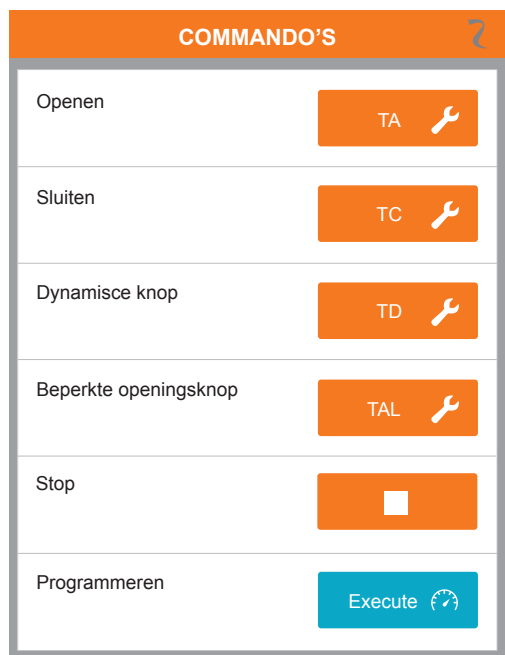 COMMANDO’S
Openen
TA
Sluiten
TC
Dynamisce knop
TD
Beperkte openingsknop
TAL
Stop
Programmeren
Execute